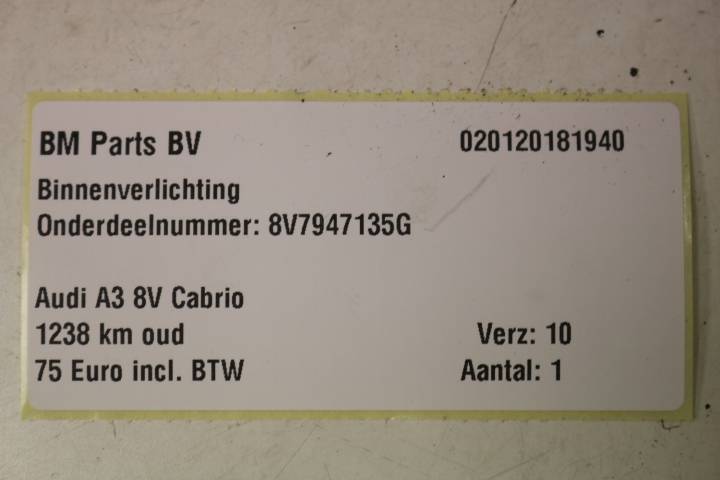 BM Parts BV 020120181940
Binnenverlichting
Onderdeelnummer: 8V7947135G
Audi A3 8V Cabrio
1238 km oud Verz: 10
75 Euro incl. BTW Aantal: 1